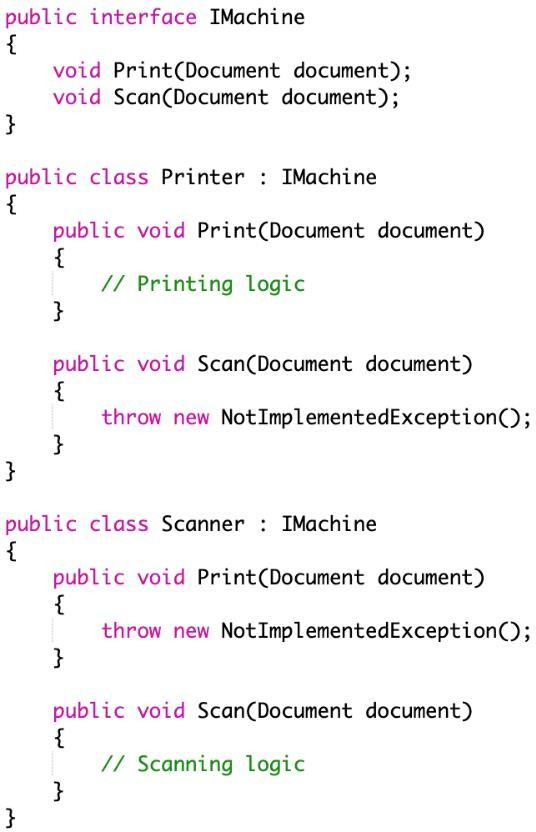 public interface IMachine
{
    void Print(Document document);
    void Scan(Document document);
}

public class Printer : IMachine
{
    public void Print(Document document)
    {
        // Printing logic
    }

    public void Scan(Document document)
    {
        throw new NotImplementedException();
    }
}

public class Scanner : IMachine
{
    public void Print(Document document)
    {
        throw new NotImplementedException();
    }

    public void Scan(Document document)
    {
        // Scanning logic
    }
}